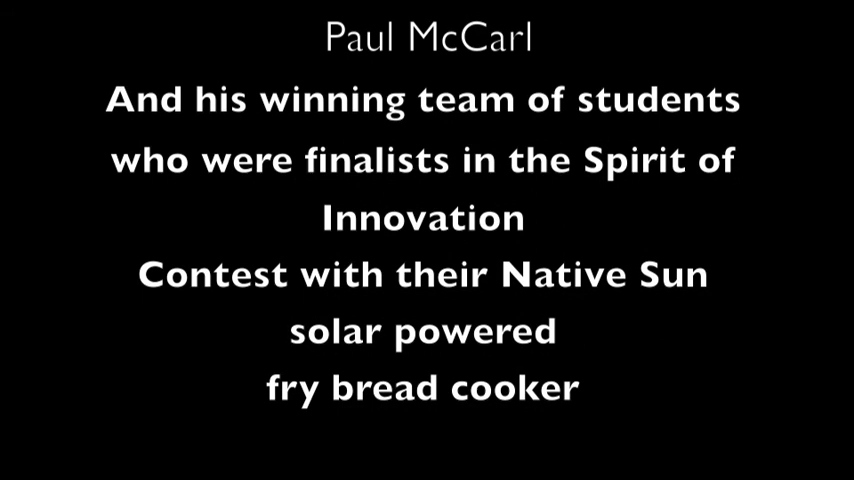 Paul McCarl
And his winning team of students
who were finalists in the Spirit of
Innovation
Contest with their Native Sun
solar powered
fry bread cooker